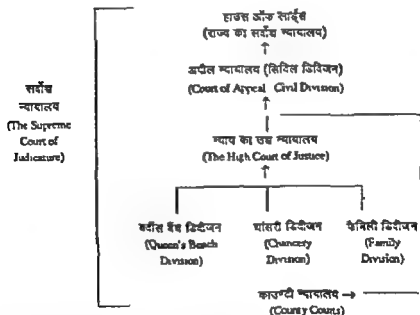 हाउस ऑफ लार्ड्स
(राज्य का सर्वोच्च न्यायालय)
अपील न्यायालय (सिविल डिविजन)
(Court of Appeal Civil Division)
सर्वोच्च
न्यायालय
(The Supreme
Court of
Judicature)
न्याय का उच्च न्यायालय
(The High Court of Justice)
क्वीस बैंच डिवीजन
(Queen's Bench
Division)
चांसरी डिवीजन
(Chancery
Division)
फैमिली डिवीजन
(Family
Division)
काउण्टी न्यायालय →
(County Courts)